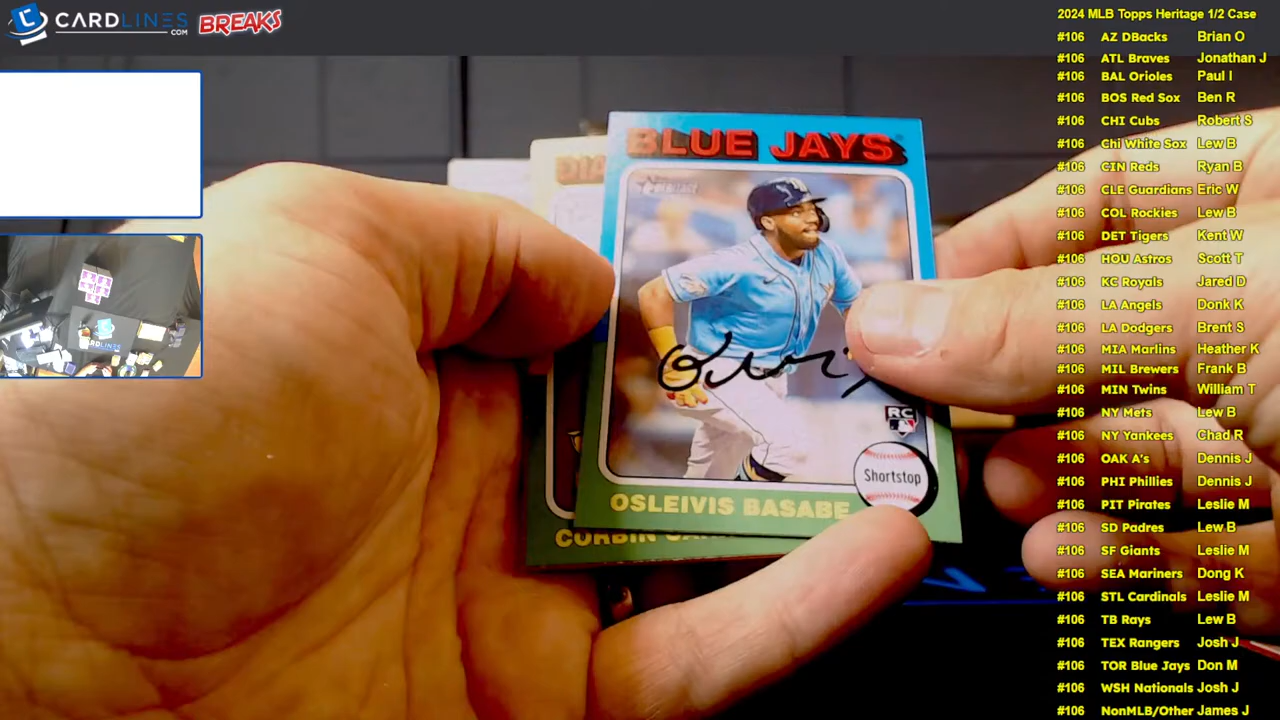 CARDLINES BREAKS
.COM
2024 MLB Topps Heritage 1/2 Case
#106 AZ DBacks Brian O
#106 ATL Braves Jonathan J
#106 BAL Orioles Paul I
#106 BOS Red Sox Ben R
#106 CHI Cubs Robert S
#106 Chi White Sox Lew B
#106 CIN Reds Ryan B
#106 CLE Guardians Eric W
#106 COL Rockies Lew B
#106 DET Tigers Kent W
#106 HOU Astros Scott T
#106 KC Royals Jared D
#106 LA Angels Donk K
#106 LA Dodgers Brent S
#106 MIA Marlins Heather K
#106 MIL Brewers Frank B
#106 MIN Twins William T
#106 NY Mets Lew B
#106 NY Yankees Chad R
#106 OAK A's Dennis J
#106 PHI Phillies Dennis J
#106 PIT Pirates Leslie M
#106 SD Padres Lew B
#106 SF Giants Leslie M
#106 SEA Mariners Dong K
#106 STL Cardinals Leslie M
#106 TB Rays Lew B
#106 TEX Rangers Josh J
#106 TOR Blue Jays Don M
#106 WSH Nationals Josh J
#106 NonMLB/Other James J
BLUE JAYS
RC
Shortstop
OSLEIVIS BASABE
CORBIN
CARDLINES